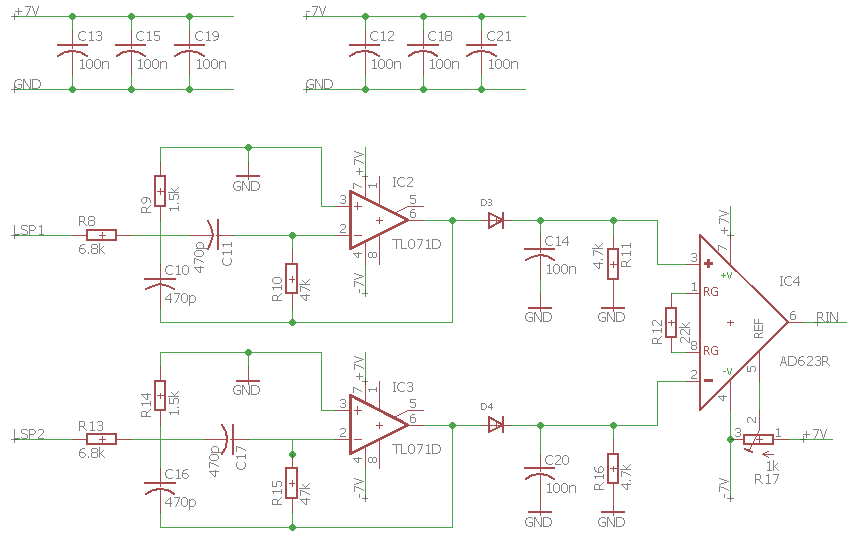 +7V
-7V
C13
C15
C19
C12
C18
C21
100n
100n
100n
100n
100n
100n
GND
GND
+7V
R9
1.5k
GND
7
1
IC2
3
5
6
2
TL071D
4
8
-7V
LSP1
R8
6.8k
470p
C11
C10
470p
R10
47k
D3
C14
100n
4.7k
R11
GND
GND
+7V
7
3
+V
IC4
1
RG
R12
22k
REF
6
RIN
8
RG
AD623R
2
-V
5
4
2
3
1
+7V
1k
R17
-7V
+7V
R14
1.5k
GND
7
1
IC3
3
5
6
2
TL071D
4
8
-7V
LSP2
R13
6.8k
470p
C17
C16
470p
R15
47k
D4
C20
100n
R16
4.7k
GND
GND